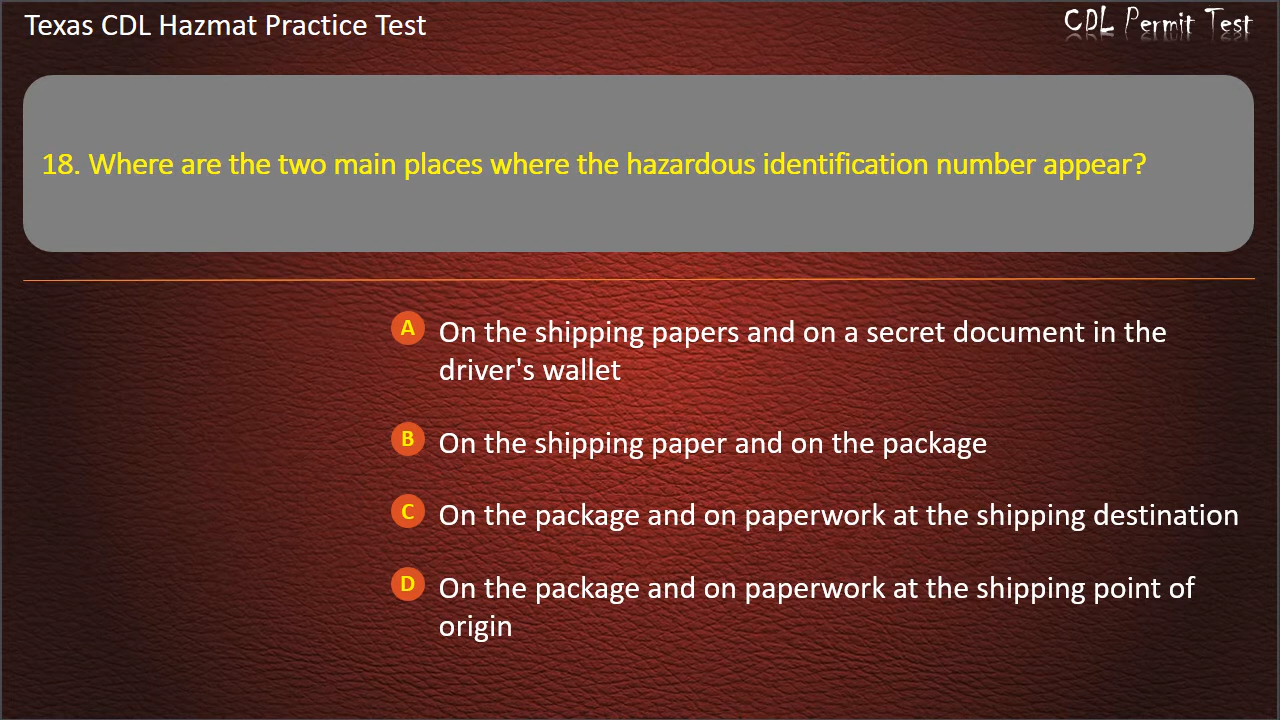 Texas CDL Hazmat Practice Test
CDL Permit Test
18. Where are the two main places where the hazardous identification number appear?
A On the shipping papers and on a secret document in the
driver's wallet
B On the shipping paper and on the package
C On the package and on paperwork at the shipping destination
D On the package and on paperwork at the shipping point of
origin